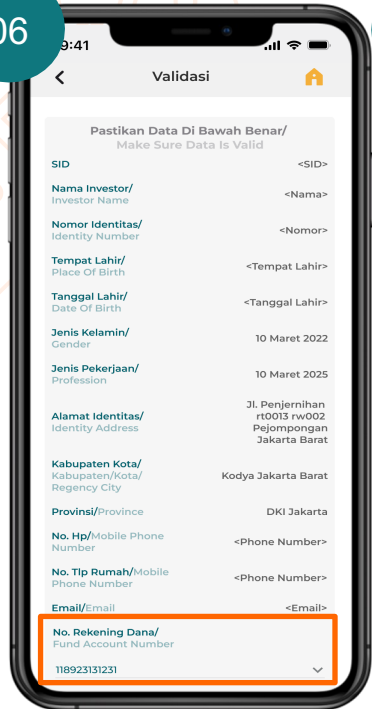 06
9:41
Validasi
Pastikan Data Di Bawah Benar/
Make Sure Data Is Valid
SID <SID>
Nama Investor/
Investor Name <Nama>
Nomor Identitas/
Identity Number <Nomor>
Tempat Lahir/
Place Of Birth <Tempat Lahir>
Tanggal Lahir/
Date Of Birth <Tanggal Lahir>
Jenis Kelamin/
Gender 10 Maret 2022
Jenis Pekerjaan/
Profession 10 Maret 2025
Alamat Identitas/
Identity Address
Jl. Penjernihan
rt0013 rw002
Pejompongan
Jakarta Barat
Kabupaten Kota/
Kabupaten/Kota/
Regency City
Kodya Jakarta Barat
Provinsi/Province DKI Jakarta
No. Hp/Mobile Phone
Number
<Phone Number>
No. Tlp Rumah/Mobile
Phone Number
<Phone Number>
Email/Email <Email>
No. Rekening Dana/
Fund Account Number
118923131231